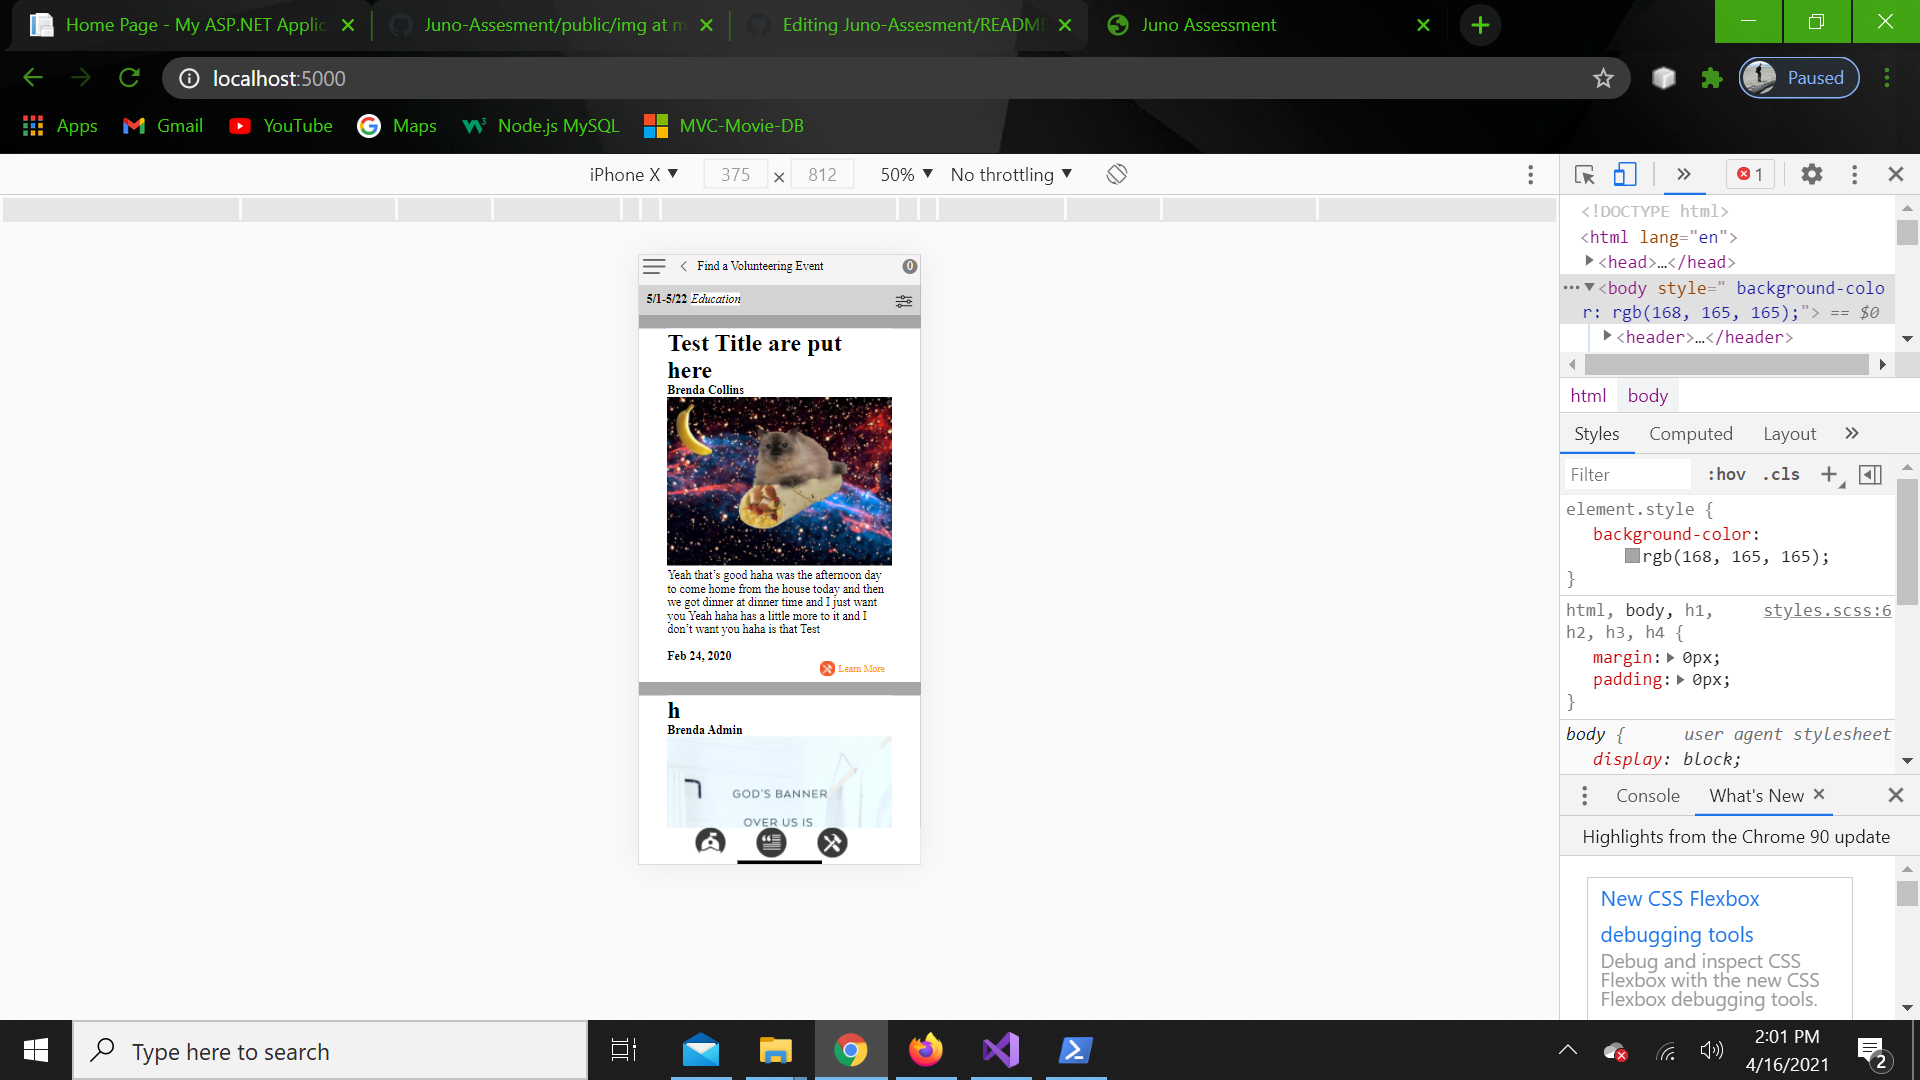 Home Page - My ASP.NET Applic
Juno-Assesment/public/img at m
Editing Juno-Assesment/README
Juno Assessment
localhost:5000
Paused
Apps
Gmail
YouTube
Maps
Node.js MySQL
MVC-Movie-DB
iPhone X
375
×
812
50%
No throttling
1
<!DOCTYPE html>
<html lang="en">
<head>…</head>
<body style=" background-colo
r: rgb(168, 165, 165);"> == $0
<header>…</header>
html
body
Styles
Computed
Layout
Filter
:hov
.cls
element.style {
background-color:
rgb(168, 165, 165);
}
html, body, h1,
styles.scss:6
h2, h3, h4 {
margin: 0px;
padding: 0px;
}
body {
user agent stylesheet
display: block;
Console
What's New
Highlights from the Chrome 90 update
New CSS Flexbox
debugging tools
Debug and inspect CSS
Flexbox with the new CSS
Flexbox debugging tools.
Find a Volunteering Event
0
5/1-5/22 Education
Test Title are put
here
Brenda Collins
Yeah that's good haha was the afternoon day
to come home from the house today and then
we got dinner at dinner time and I just want
you Yeah haha has a little more to it and I
don't want you haha is that Test
Feb 24, 2020
Learn More
h
Brenda Admin
GOD'S BANNER
OVER US IS
Type here to search
2:01 PM
4/16/2021
2